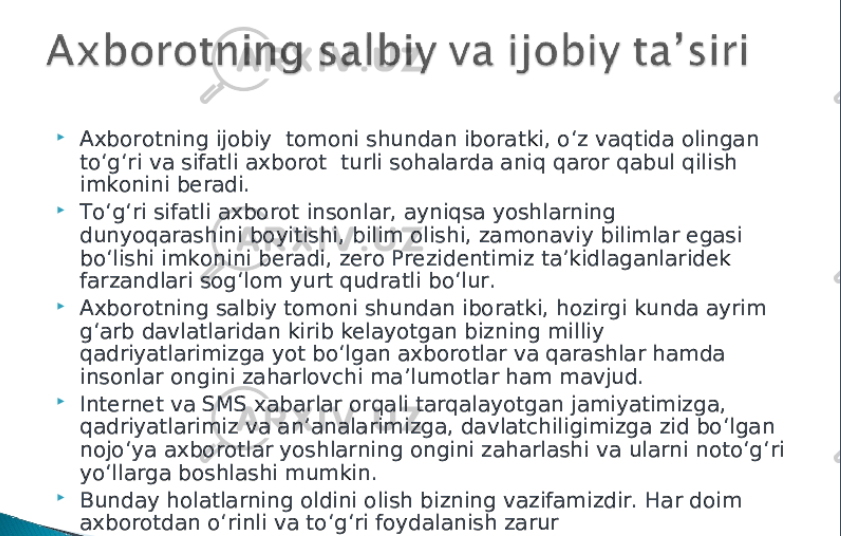 Axborotning salbiy va ijobiy ta’siri
Axborotning ijobiy tomoni shundan iboratki, o‘z vaqtida olingan
to‘g‘ri va sifatli axborot turli sohalarda aniq qaror qabul qilish
imkonini beradi.
To‘g‘ri sifatli axborot insonlar, ayniqsa yoshlarning
dunyoqarashini boyitishi, bilim olishi, zamonaviy bilimlar egasi
bo‘lishi imkonini beradi, zero Prezidentimiz ta’kidlaganlaridek
farzandlari sog‘lom yurt qudratli bo‘lur.
Axborotning salbiy tomoni shundan iboratki, hozirgi kunda ayrim
g‘arb davlatlaridan kirib kelayotgan bizning milliy
qadriyatlarimizga yot bo‘lgan axborotlar va qarashlar hamda
insonlar ongini zaharlovchi ma’lumotlar ham mavjud.
Internet va SMS xabarlar orqali tarqalayotgan jamiyatimizga,
qadriyatlarimiz va an’analarimizga, davlatchiligimizga zid bo‘lgan
nojo‘ya axborotlar yoshlarning ongini zaharlashi va ularni noto‘g‘ri
yo‘llarga boshlashi mumkin.
Bunday holatlarning oldini olish bizning vazifamizdir. Har doim
axborotdan o‘rinli va to‘g‘ri foydalanish zarur
ARXIV.UZ
ARXIV.UZ
ARXIV.UZ